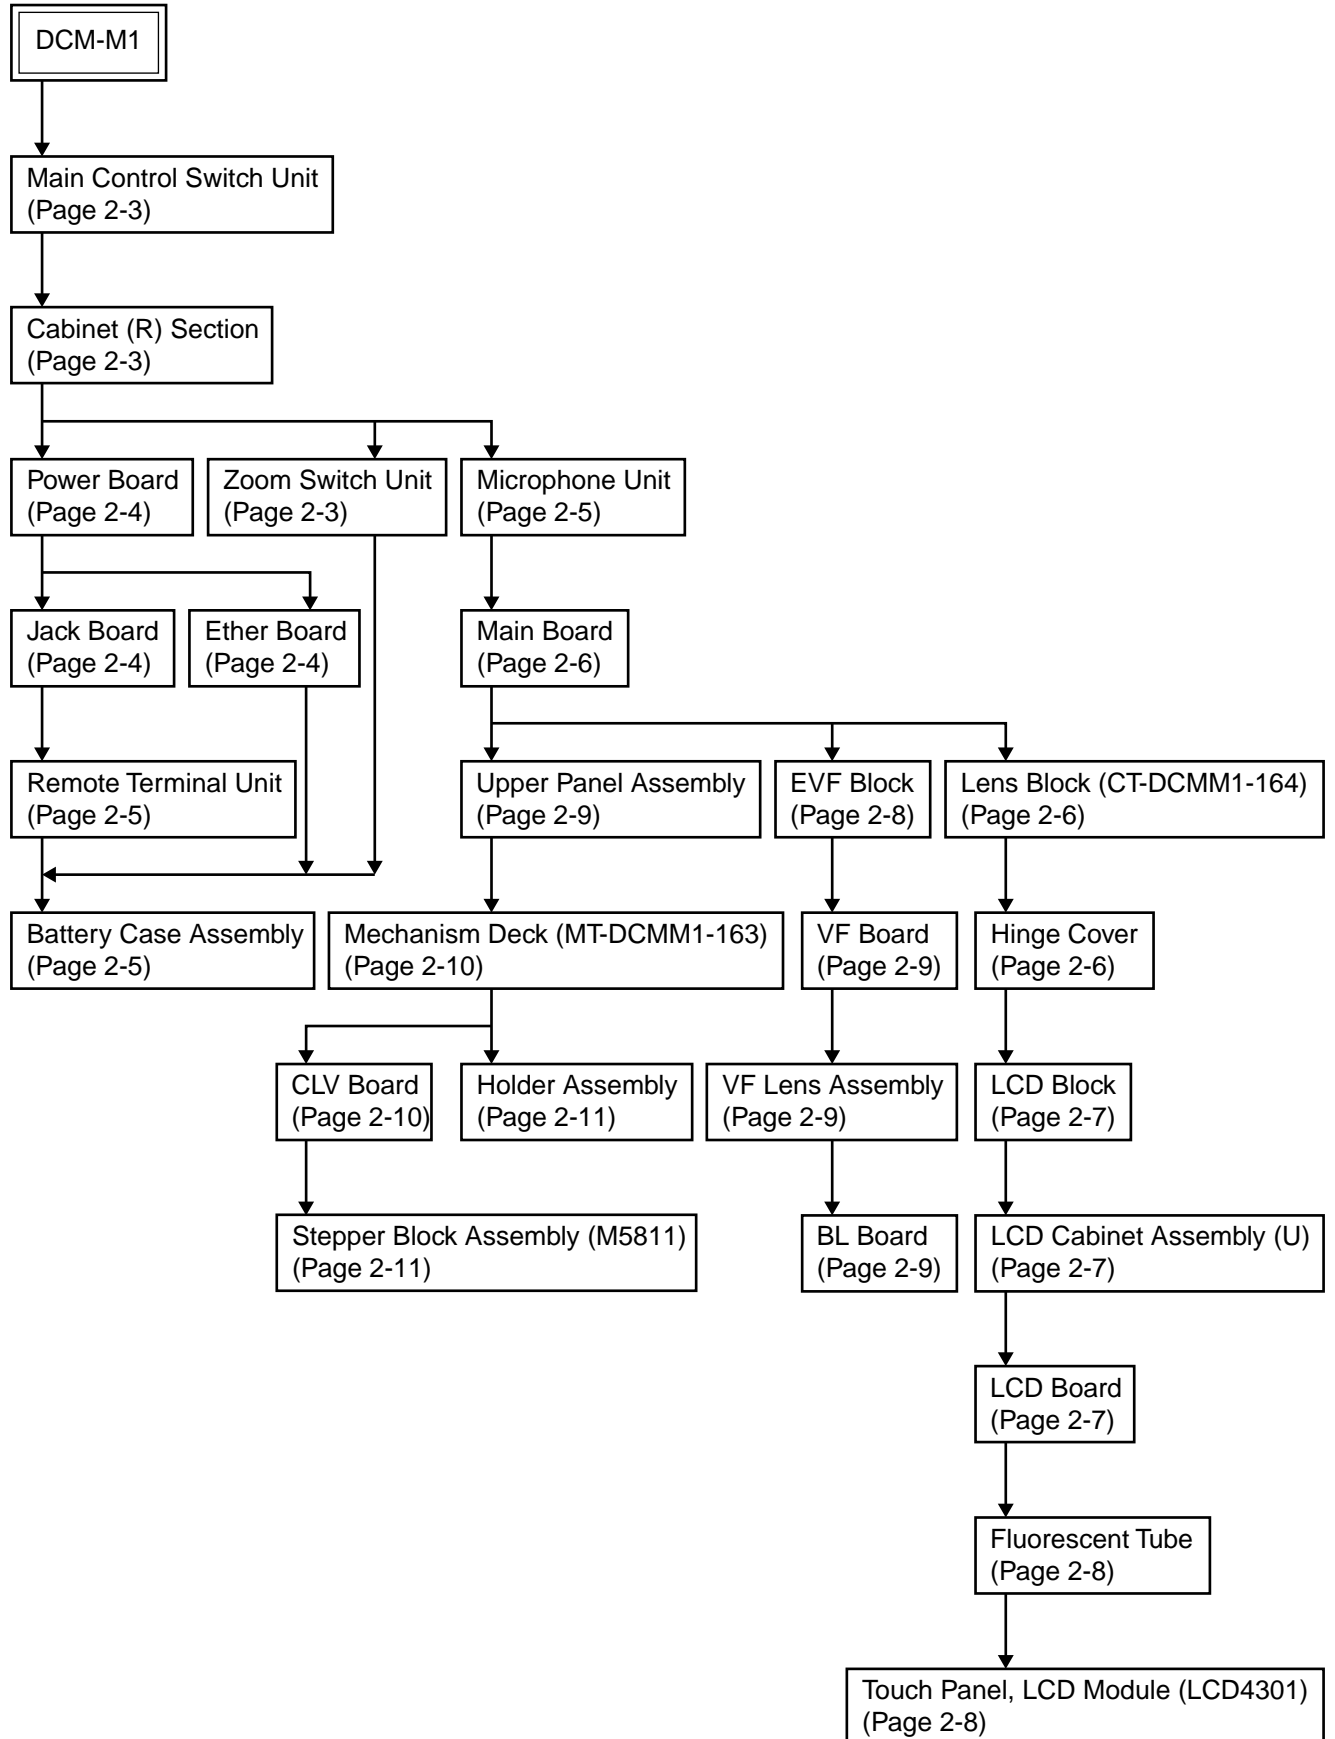 DCM-M1
Main Control Switch Unit
(Page 2-3)
Cabinet (R) Section
(Page 2-3)
Power Board
(Page 2-4)
Zoom Switch Unit
(Page 2-3)
Microphone Unit
(Page 2-5)
Jack Board
(Page 2-4)
Ether Board
(Page 2-4)
Main Board
(Page 2-6)
Remote Terminal Unit
(Page 2-5)
Upper Panel Assembly
(Page 2-9)
EVF Block
(Page 2-8)
Lens Block (CT-DCMM1-164)
(Page 2-6)
Battery Case Assembly
(Page 2-5)
Mechanism Deck (MT-DCMM1-163)
(Page 2-10)
VF Board
(Page 2-9)
Hinge Cover
(Page 2-6)
CLV Board
(Page 2-10)
Holder Assembly
(Page 2-11)
VF Lens Assembly
(Page 2-9)
LCD Block
(Page 2-7)
Stepper Block Assembly (M5811)
(Page 2-11)
BL Board
(Page 2-9)
LCD Cabinet Assembly (U)
(Page 2-7)
LCD Board
(Page 2-7)
Fluorescent Tube
(Page 2-8)
Touch Panel, LCD Module (LCD4301)
(Page 2-8)